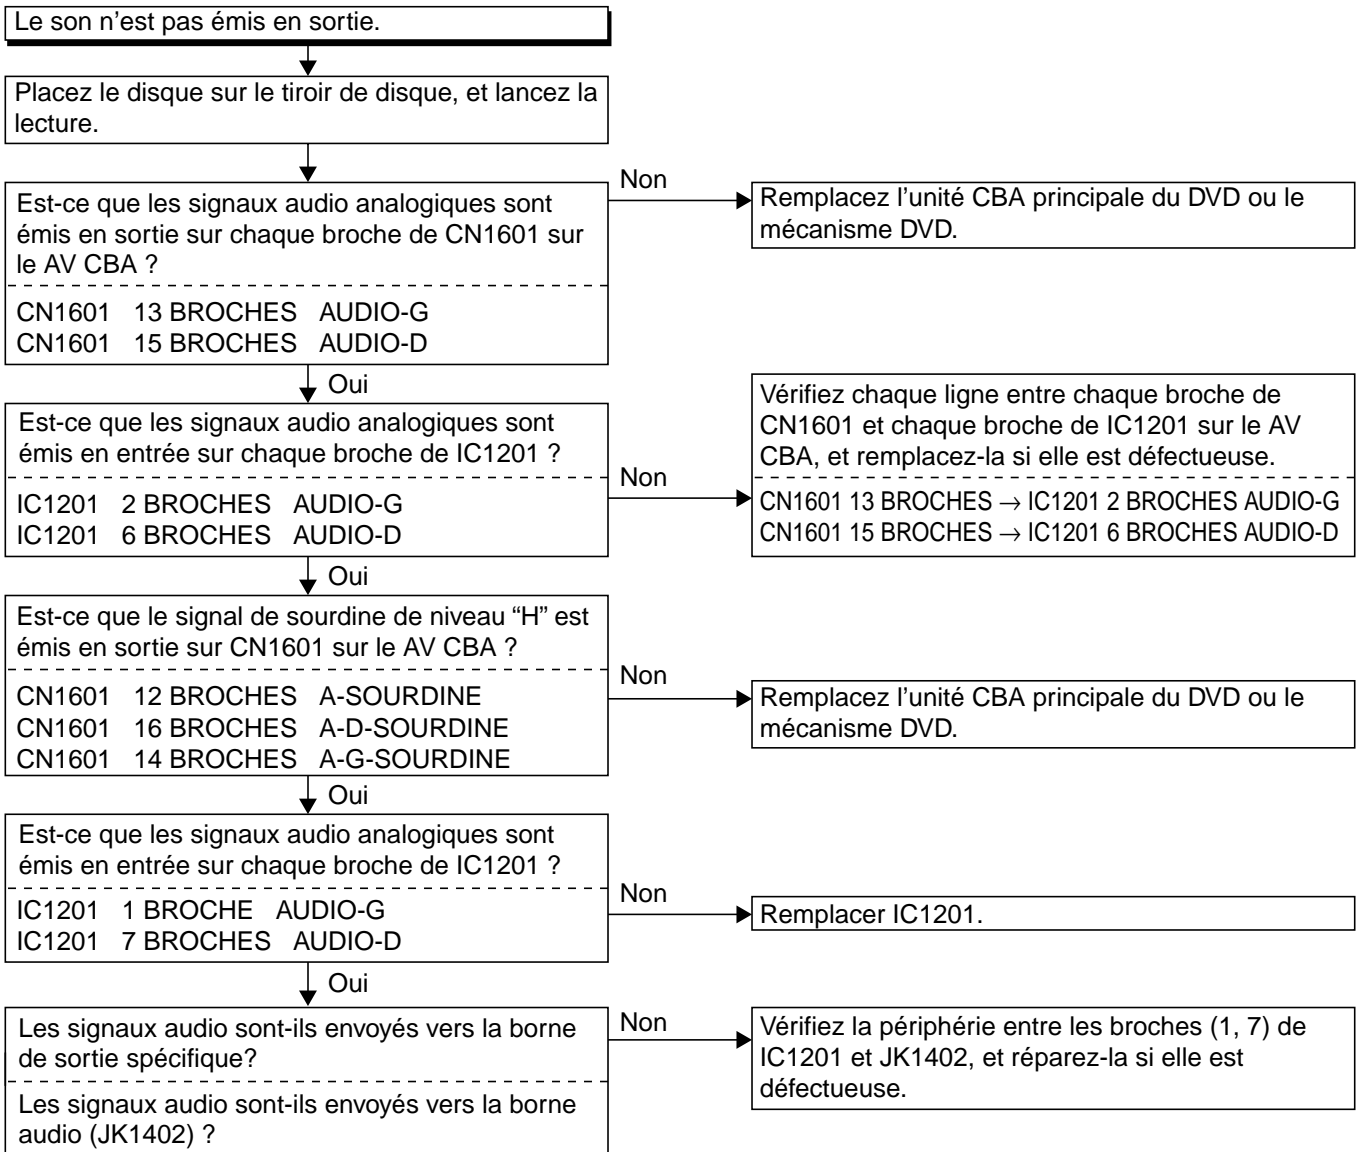 Le son n’est pas émis en sortie.
Placez le disque sur le tiroir de disque, et lancez la
lecture.
Est-ce que les signaux audio analogiques sont
émis en sortie sur chaque broche de CN1601 sur
le AV CBA ?
CN1601 13 BROCHES AUDIO-G
CN1601 15 BROCHES AUDIO-D
Non
Remplacez l’unité CBA principale du DVD ou le
mécanisme DVD.
Oui
Est-ce que les signaux audio analogiques sont
émis en entrée sur chaque broche de IC1201 ?
IC1201 2 BROCHES AUDIO-G
IC1201 6 BROCHES AUDIO-D
Non
Vérifiez chaque ligne entre chaque broche de
CN1601 et chaque broche de IC1201 sur le AV
CBA, et remplacez-la si elle est défectueuse.
CN1601 13 BROCHES → IC1201 2 BROCHES AUDIO-G
CN1601 15 BROCHES → IC1201 6 BROCHES AUDIO-D
Oui
Est-ce que le signal de sourdine de niveau “H” est
émis en sortie sur CN1601 sur le AV CBA ?
CN1601 12 BROCHES A-SOURDINE
CN1601 16 BROCHES A-D-SOURDINE
CN1601 14 BROCHES A-G-SOURDINE
Non
Remplacez l’unité CBA principale du DVD ou le
mécanisme DVD.
Oui
Est-ce que les signaux audio analogiques sont
émis en entrée sur chaque broche de IC1201 ?
IC1201 1 BROCHE AUDIO-G
IC1201 7 BROCHES AUDIO-D
Non
Remplacer IC1201.
Oui
Les signaux audio sont-ils envoyés vers la borne
de sortie spécifique?
Les signaux audio sont-ils envoyés vers la borne
audio (JK1402) ?
Non
Vérifiez la périphérie entre les broches (1, 7) de
IC1201 et JK1402, et réparez-la si elle est
défectueuse.